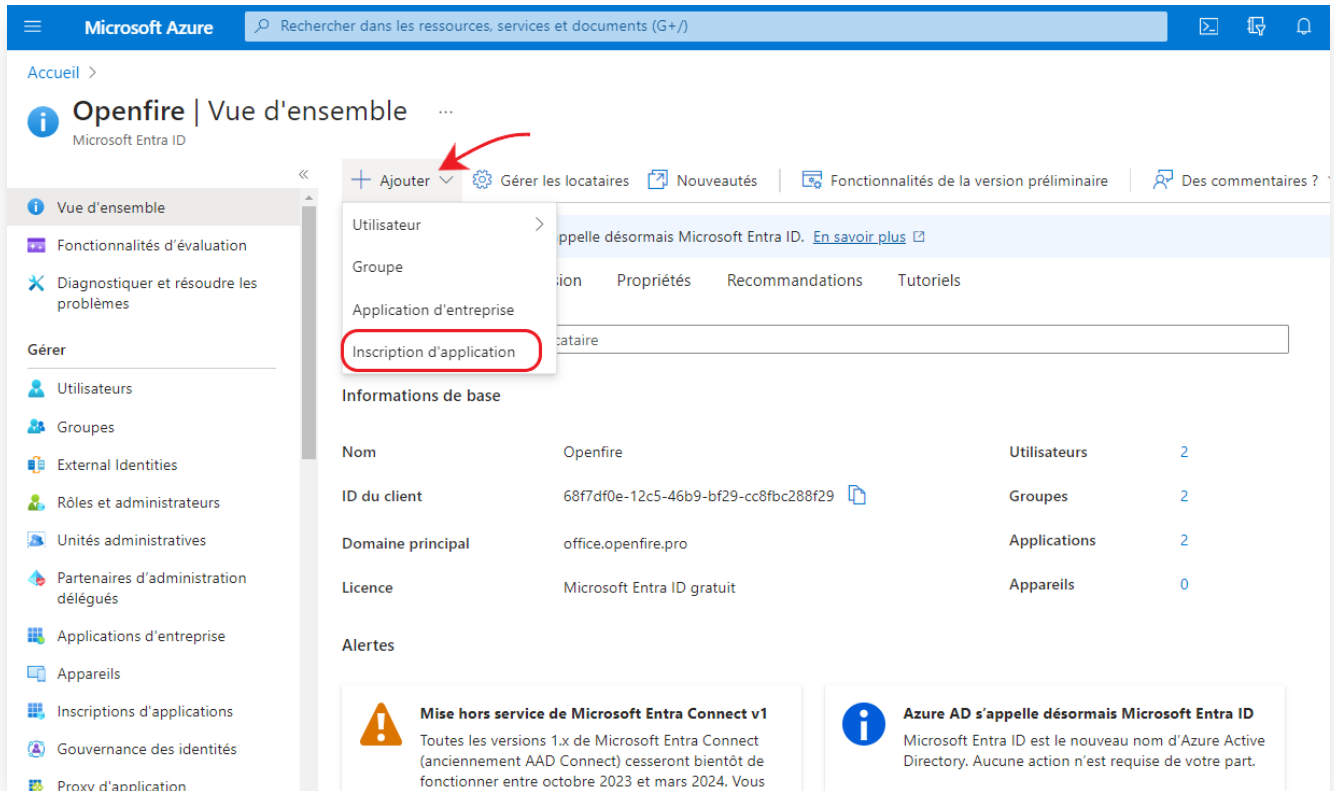 Microsoft Azure
Rechercher dans les ressources, services et documents (G+/)
Accueil >
Openfire | Vue d'ensemble ...
Microsoft Entra ID
«
Vue d'ensemble
Fonctionnalités d’évaluation
Diagnostiquer et résoudre les
problèmes
Gérer
Utilisateurs
Groupes
External Identities
Rôles et administrateurs
Unités administratives
Partenaires d’administration
délégués
Applications d'entreprise
Appareils
Inscriptions d'applications
Gouvernance des identités
Proxy d'application
+ Ajouter Gérer les locataires Nouveautés Fonctionnalités de la version préliminaire Des commentaires ?
Utilisateur >
Groupe
Application d'entreprise
Inscription d'application
ppelle désormais Microsoft Entra ID. En savoir plus
sion Propriétés Recommandations Tutoriels
cataire
Informations de base
Nom Openfire Utilisateurs 2
ID du client 68f7df0e-12c5-46b9-bf29-cc8fbc288f29 Groupes 2
Domaine principal office.openfire.pro Applications 2
Licence Microsoft Entra ID gratuit Appareils 0
Alertes
Mise hors service de Microsoft Entra Connect v1
Toutes les versions 1.x de Microsoft Entra Connect
(anciennement AAD Connect) cesseront bientôt de
fonctionner entre octobre 2023 et mars 2024. Vous
Azure AD s’appelle désormais Microsoft Entra ID
Microsoft Entra ID est le nouveau nom d’Azure Active
Directory. Aucune action n’est requise de votre part.